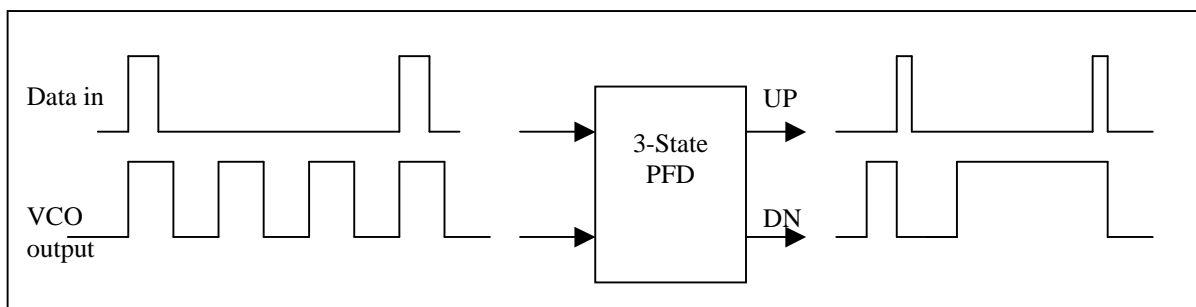 Data in
VCO
output
3-State
PFD
UP
DN